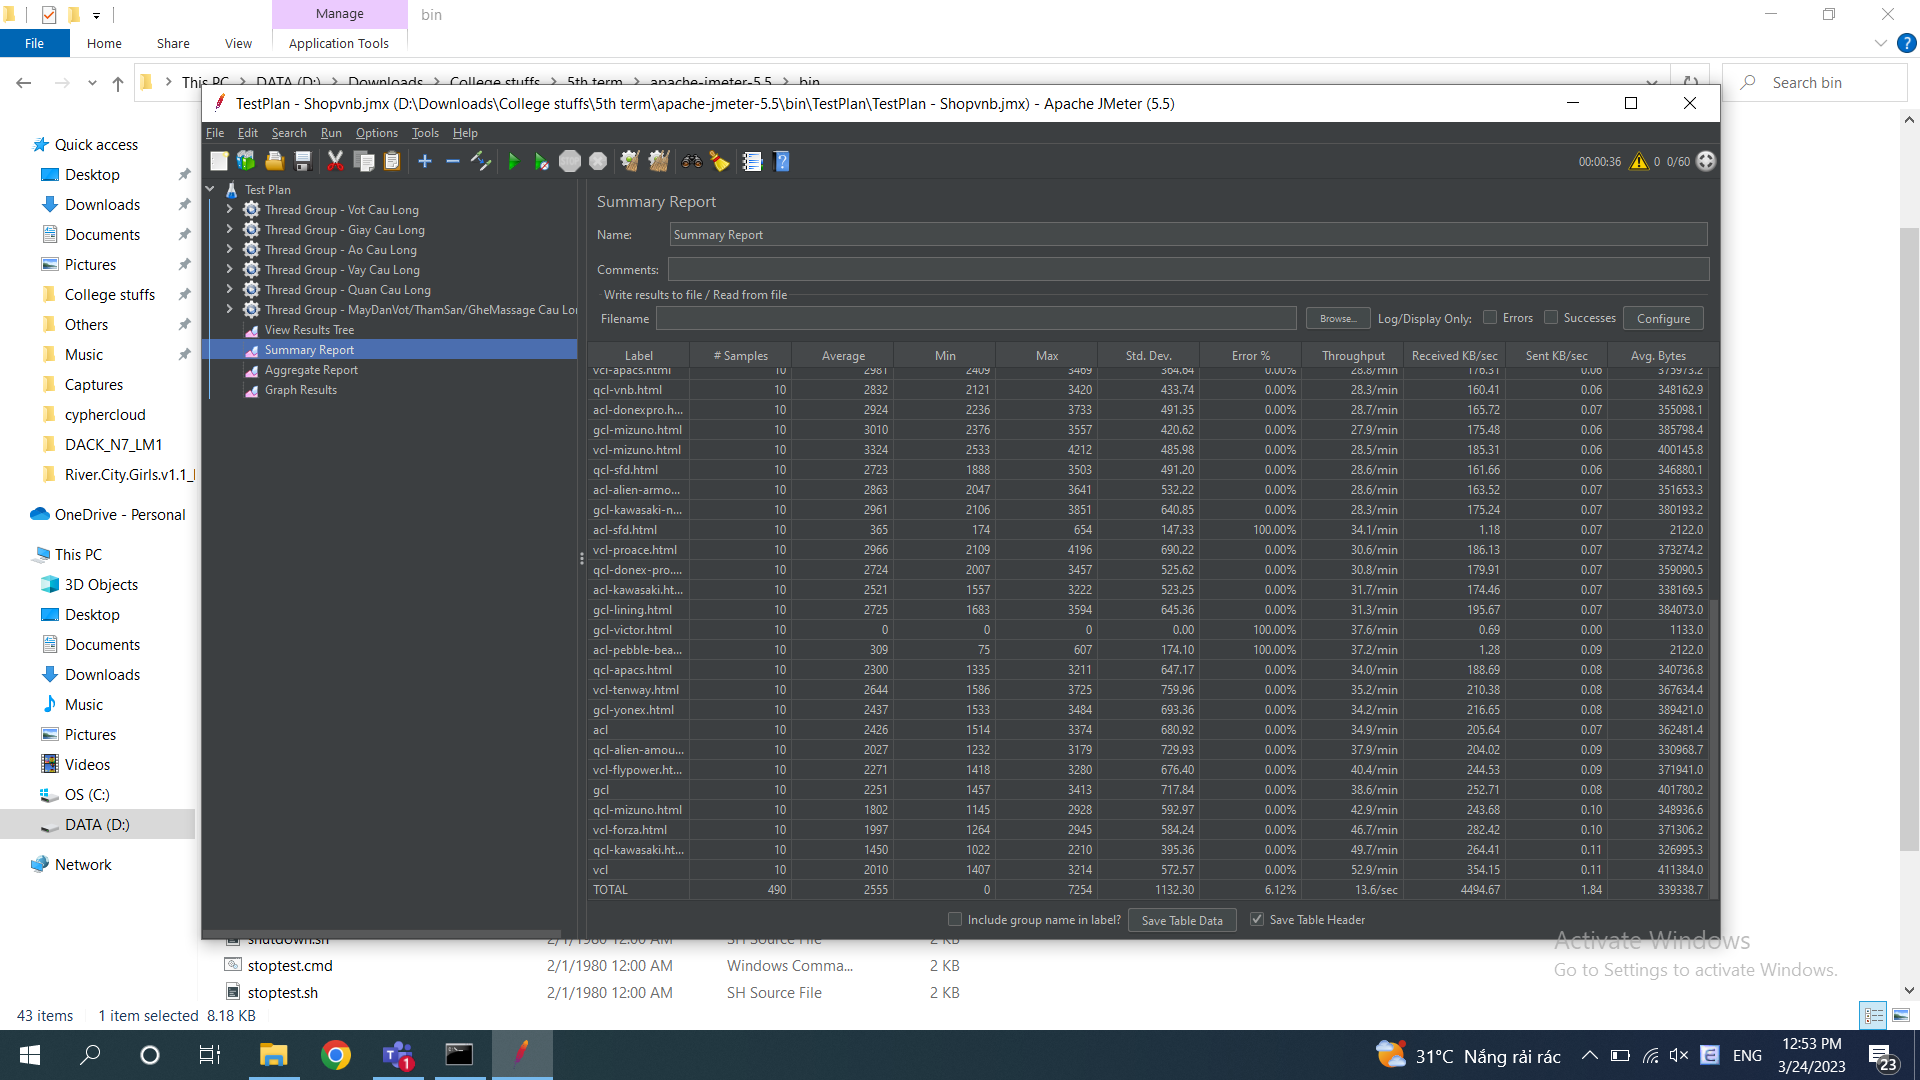 Manage
bin
File
Home
Share
View
Application Tools
This PC
DATA (D:)
Downloads
College stuffs
5th term
apache-jmeter-5.5
bin
Search bin
TestPlan - Shopvnb.jmx (D:\Downloads\College stuffs\5th term\apache-jmeter-5.5\bin\TestPlan\TestPlan - Shopvnb.jmx) - Apache JMeter (5.5)
File Edit Search Run Options Tools Help
00:00:36 0 0/60
Quick access
Desktop
Downloads
Documents
Pictures
College stuffs
Others
Music
Captures
cyphercloud
DACK_N7_LM1
River.City.Girls.v1.1_
OneDrive - Personal
This PC
3D Objects
Desktop
Documents
Downloads
Music
Pictures
Videos
OS (C:)
DATA (D:)
Network
Test Plan
Thread Group - Vot Cau Long
Thread Group - Giay Cau Long
Thread Group - Ao Cau Long
Thread Group - Vay Cau Long
Thread Group - Quan Cau Long
Thread Group - MayDanVot/ThamSan/GheMassage Cau Lon
View Results Tree
Summary Report
Aggregate Report
Graph Results
Summary Report
Name: Summary Report
Comments:
Write results to file / Read from file
Filename Browse... Log/Display Only: Errors Successes Configure
Label # Samples Average Min Max Std. Dev. Error % Throughput Received KB/sec Sent KB/sec Avg. Bytes
vcl-apacs.html 10 2981 2409 3469 364.64 0.00% 28.8/min 176.31 0.06 375973.2
qcl-vnb.html 10 2832 2121 3420 433.74 0.00% 28.3/min 160.41 0.06 348162.9
acl-donexpro.h... 10 2924 2236 3733 491.35 0.00% 28.7/min 165.72 0.07 355098.1
gcl-mizuno.html 10 3010 2376 3557 420.62 0.00% 27.9/min 175.48 0.06 385798.4
vcl-mizuno.html 10 3324 2533 4212 485.98 0.00% 28.5/min 185.31 0.06 400145.8
qcl-sfd.html 10 2723 1888 3503 491.20 0.00% 28.6/min 161.66 0.06 346880.1
acl-alien-armo... 10 2863 2047 3641 532.22 0.00% 28.6/min 163.52 0.07 351653.3
gcl-kawasaki-n... 10 2961 2106 3851 640.85 0.00% 28.3/min 175.24 0.06 380193.2
acl-sfd.html 10 365 174 654 147.33 100.00% 34.1/min 1.18 0.07 2122.0
vcl-proace.html 10 2966 2109 4196 690.22 0.00% 30.6/min 186.13 0.07 373274.2
qcl-donex-pro.... 10 2724 2007 3457 525.62 0.00% 30.8/min 179.91 0.07 359090.5
acl-kawasaki.ht... 10 2521 1557 3222 523.25 0.00% 31.7/min 174.46 0.07 338169.5
gcl-lining.html 10 2725 1683 3594 645.36 0.00% 31.3/min 195.67 0.07 384073.0
gcl-victor.html 10 0 0 0 0.00 100.00% 37.6/min 0.69 0.00 1133.0
acl-pebble-bea... 10 309 75 607 174.10 100.00% 37.2/min 1.28 0.09 2122.0
qcl-apacs.html 10 2300 1335 3211 647.17 0.00% 34.0/min 188.69 0.08 340736.8
vcl-tenway.html 10 2644 1586 3725 759.96 0.00% 35.2/min 210.38 0.08 367634.4
gcl-yonex.html 10 2437 1533 3484 693.36 0.00% 34.2/min 216.65 0.08 389421.0
acl 10 2426 1514 3374 680.92 0.00% 34.9/min 205.64 0.07 362481.4
qcl-alien-amou... 10 2027 1232 3179 729.93 0.00% 37.9/min 204.02 0.09 330968.7
vcl-flypower.ht... 10 2271 1418 3280 676.40 0.00% 40.4/min 244.53 0.09 371941.0
gcl 10 2251 1457 3413 717.84 0.00% 38.6/min 252.71 0.08 401780.2
qcl-mizuno.html 10 1802 1145 2928 592.97 0.00% 42.9/min 243.68 0.10 348936.6
vcl-forza.html 10 1997 1264 2945 584.24 0.00% 46.7/min 282.42 0.10 371306.2
qcl-kawasaki.ht... 10 1450 1022 2210 395.36 0.00% 49.7/min 264.41 0.11 326995.3
vcl 10 2010 1407 3214 572.57 0.00% 52.9/min 354.15 0.11 411384.0
TOTAL 490 2555 0 7254 1132.30 6.12% 13.6/sec 4494.67 1.84 339338.7
Include group name in label? Save Table Data Save Table Header
shutdown.sh 2/1/1980 12:00 AM SH Source File 2 KB
stoptest.cmd 2/1/1980 12:00 AM Windows Comma... 2 KB
stoptest.sh 2/1/1980 12:00 AM SH Source File 2 KB
Activate Windows
Go to Settings to activate Windows.
43 items 1 item selected 8.18 KB
1
31°C Nắng rải rác
ENG
12:53 PM
3/24/2023
23